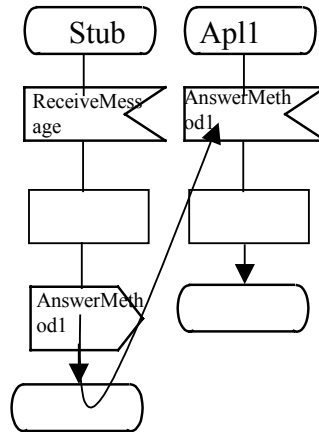 Stub
Apl1
ReceiveMess
age
AnswerMeth
od1
AnswerMeth
od1